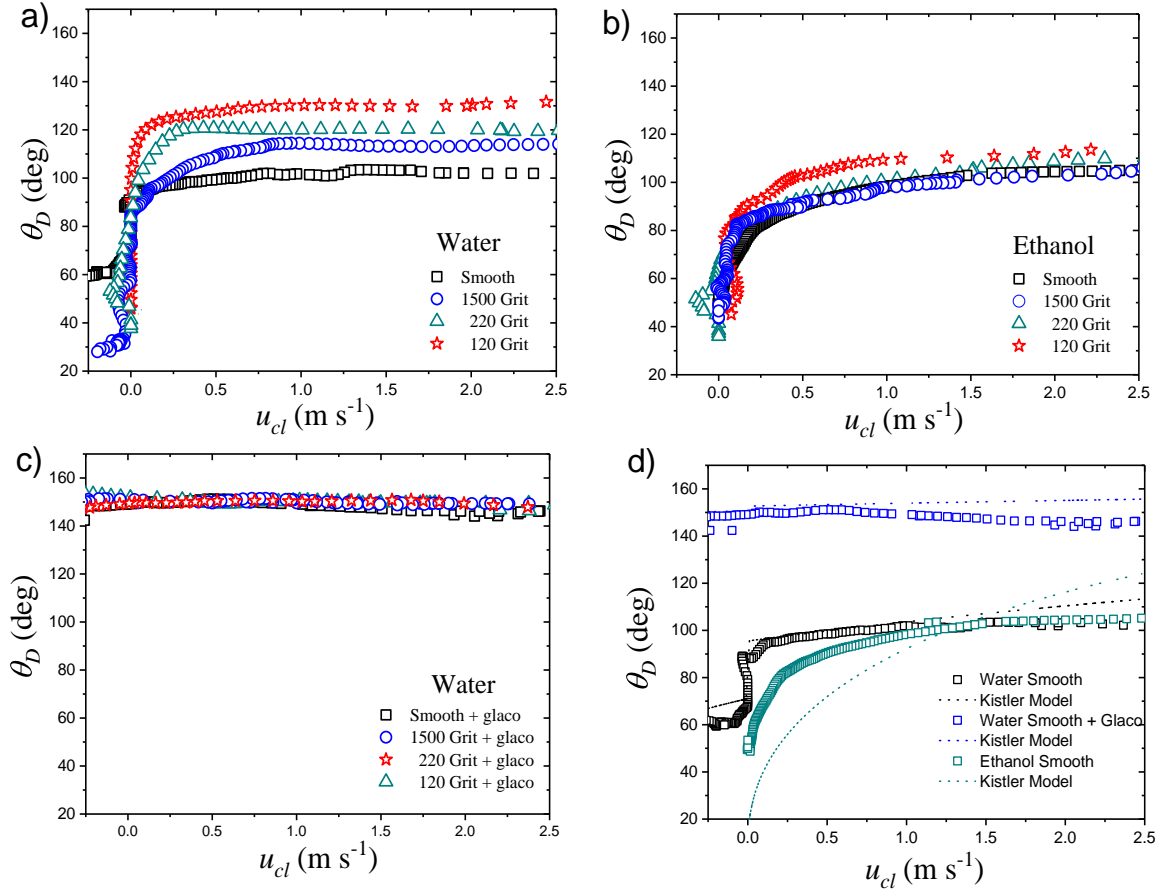 a)
160
140
120
100
80
60
40
20
θD (deg)
Water
Smooth
1500 Grit
220 Grit
120 Grit
0.0 0.5 1.0 1.5 2.0 2.5
ucl (m s-1)
b)
160
140
120
100
80
60
40
20
θD (deg)
Ethanol
Smooth
1500 Grit
220 Grit
120 Grit
0.0 0.5 1.0 1.5 2.0 2.5
ucl (m s-1)
c)
160
140
120
100
80
60
40
20
θD (deg)
Water
Smooth + glaco
1500 Grit + glaco
220 Grit + glaco
120 Grit + glaco
0.0 0.5 1.0 1.5 2.0 2.5
ucl (m s-1)
d)
160
140
120
100
80
60
40
20
θD (deg)
Water Smooth
Kistler Model
Water Smooth + Glaco
Kistler Model
Ethanol Smooth
Kistler Model
0.0 0.5 1.0 1.5 2.0 2.5
ucl (m s-1)